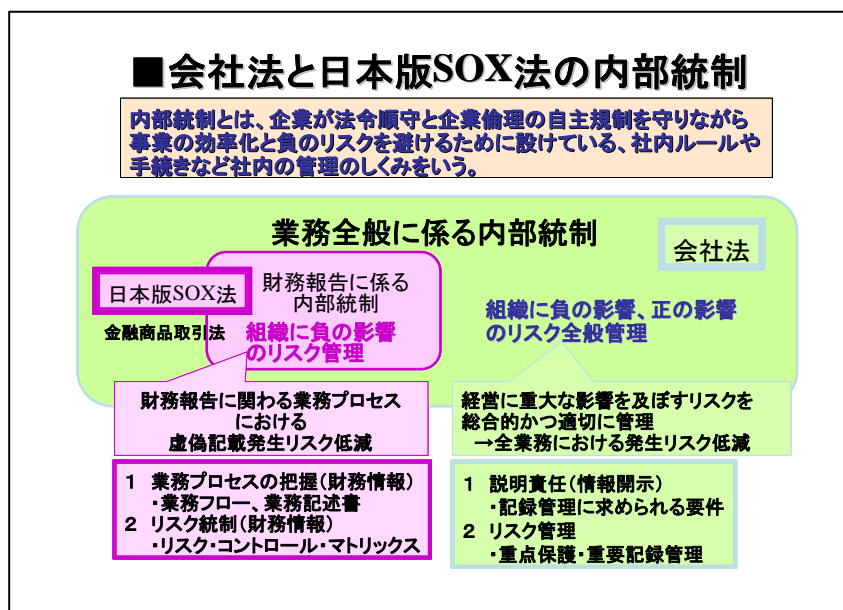 ■会社法と日本版SOX法の内部統制
内部統制とは、企業が法令順守と企業倫理の自主規制を守りながら
事業の効率化と負のリスクを避けるために設けている、社内ルールや
手続きなど社内の管理のしくみをいう。
業務全般に係る内部統制
会社法
日本版SOX法
金融商品取引法
財務報告に係る
内部統制
組織に負の影響
のリスク管理
組織に負の影響、正の影響
のリスク全般管理
財務報告に関わる業務プロセス
における
虚偽記載発生リスク低減
経営に重大な影響を及ぼすリスクを
総合的かつ適切に管理
→全業務における発生リスク低減
1 業務プロセスの把握(財務情報)
・業務フロー、業務記述書
2 リスク統制(財務情報)
・リスク・コントロール・マトリックス
1 説明責任(情報開示)
・記録管理に求められる要件
2 リスク管理
・重点保護・重要記録管理